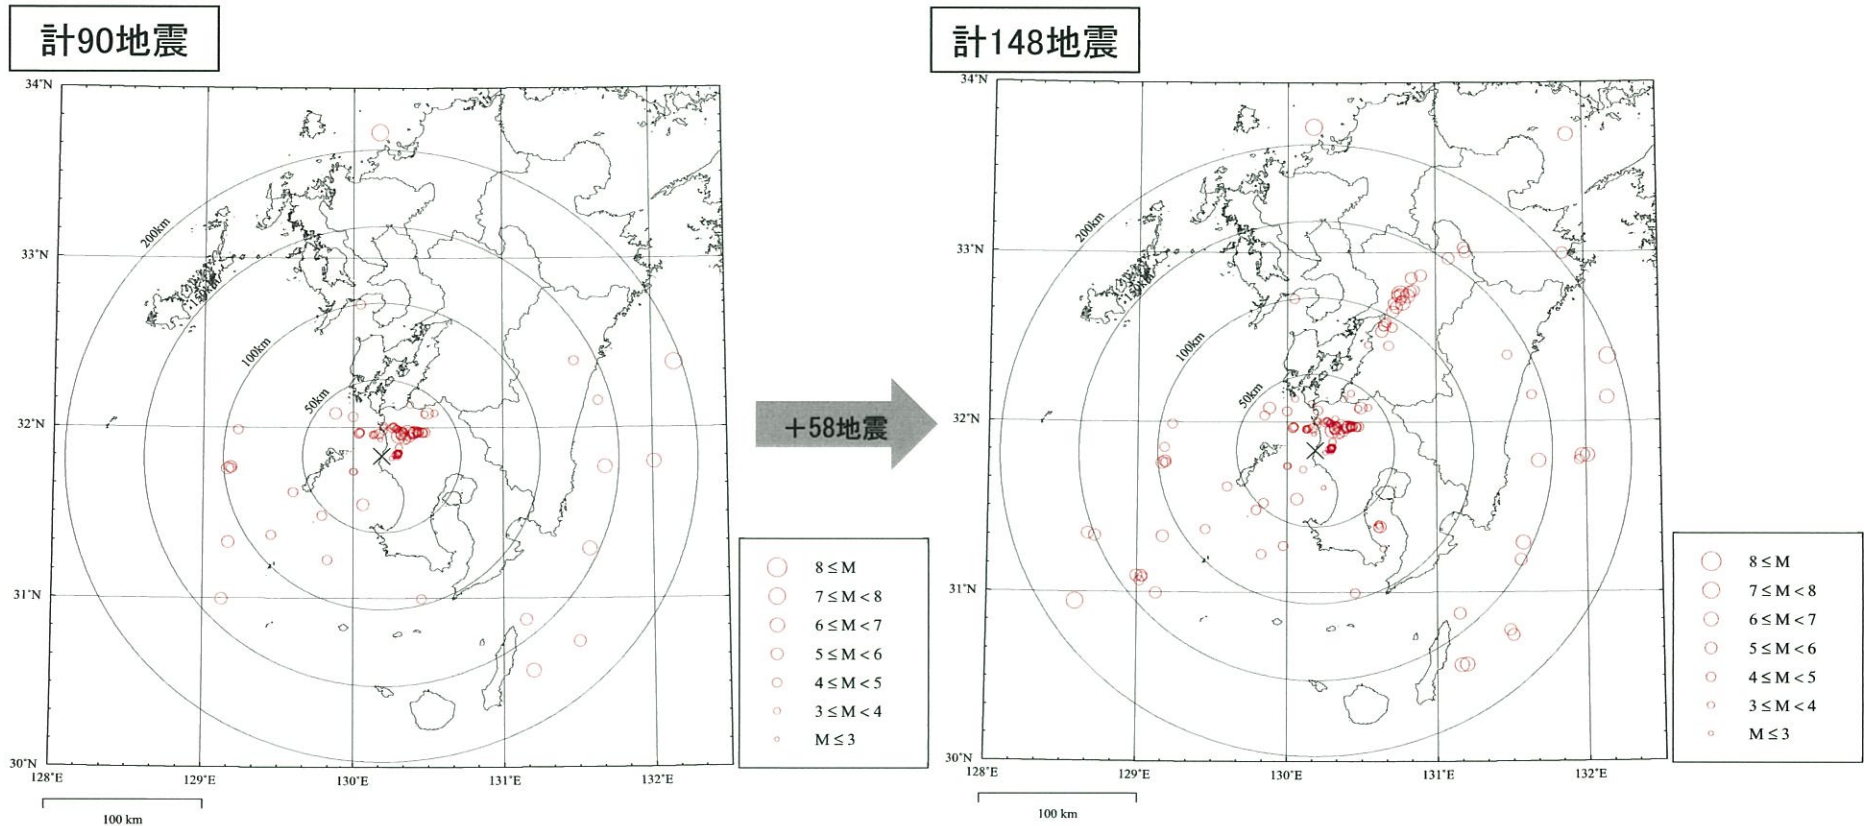 計90地震
34°N
33°N
32°N
31°N
30°N
128°E
129°E
130°E
131°E
132°E
200km
150km
100km
50km
100 km
8 ≤ M
7 ≤ M < 8
6 ≤ M < 7
5 ≤ M < 6
4 ≤ M < 5
3 ≤ M < 4
M ≤ 3
+58地震
計148地震
34°N
33°N
32°N
31°N
30°N
128°E
129°E
130°E
131°E
132°E
200km
150km
100km
50km
100 km
8 ≤ M
7 ≤ M < 8
6 ≤ M < 7
5 ≤ M < 6
4 ≤ M < 5
3 ≤ M < 4
M ≤ 3